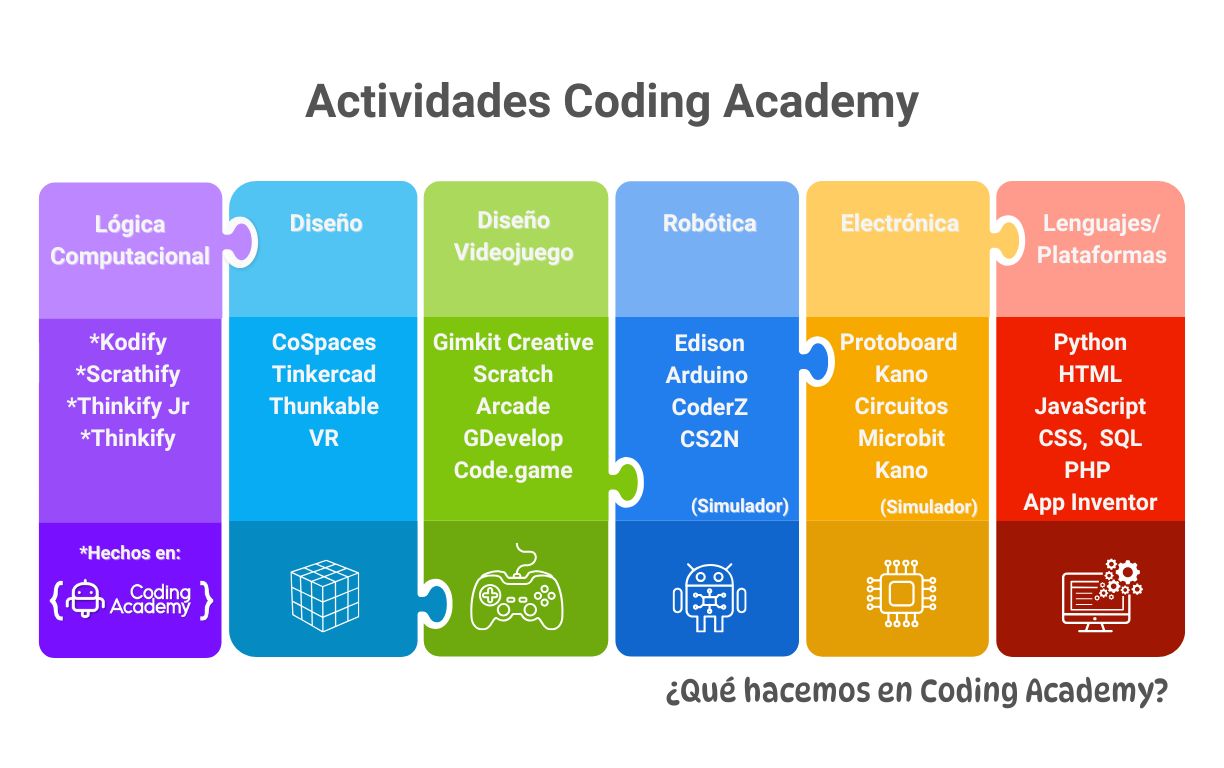 Actividades Coding Academy
Lógica
Computacional
*Kodify
*Scrathify
*Thinkify Jr
*Thinkify
*Hechos en:
{ Coding
Academy }
Diseño
CoSpaces
Tinkercad
Thunkable
VR
Diseño
Videojuego
Gimkit Creative
Scratch
Arcade
GDevelop
Code.game
Robótica
Edison
Arduino
CoderZ
CS2N
(Simulador)
Electrónica
Protoboard
Kano
Circuitos
Microbit
Kano
(Simulador)
Lenguajes/
Plataformas
Python
HTML
JavaScript
CSS,  SQL
PHP
App Inventor
¿Qué hacemos en Coding Academy?